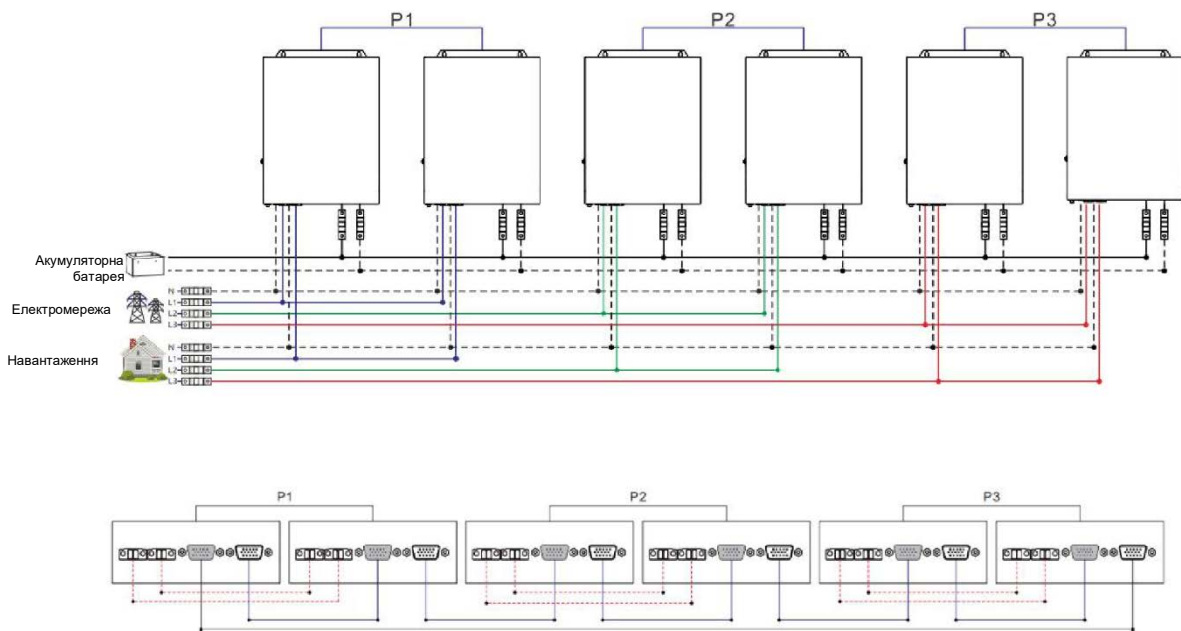 P1 P2 P3
Акумуляторна
батарея
N
L1
L2
L3
Електромережа
N
L1
L2
L3
Навантаження
P1 P2 P3